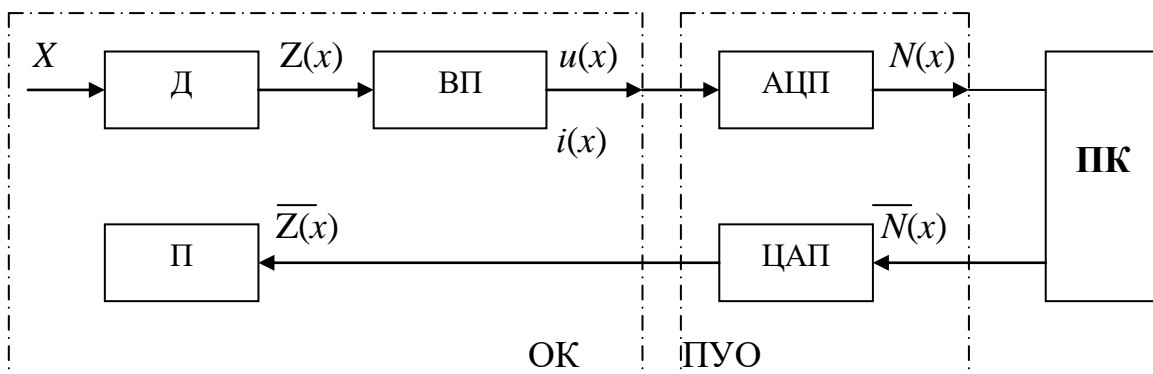 X
Д
Z(x)
ВП
u(x)
i(x)
АЦП
N(x)
ПК
П
Z̅(̅x̅)
ЦАП
N̅(x)
ОК
ПУО